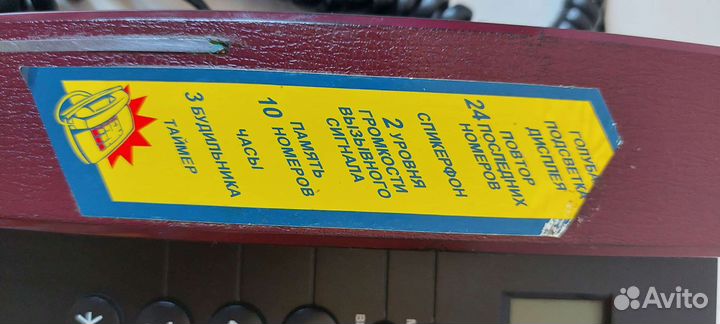 ГОЛУБА
ПОДСВЕТКА
ДИСПЛЕЯ
ПОВТОР
24 ПОСЛЕДНИХ
НОМЕРОВ
СПИКЕРФОН
2 УРОВНЯ
ГРОМКОСТИ
ВЫЗЫВНОГО
СИГНАЛА
ПАМЯТЬ
10 НОМЕРОВ
ЧАСЫ
3 БУДИЛЬНИКА
ТАЙМЕР
*
Avito